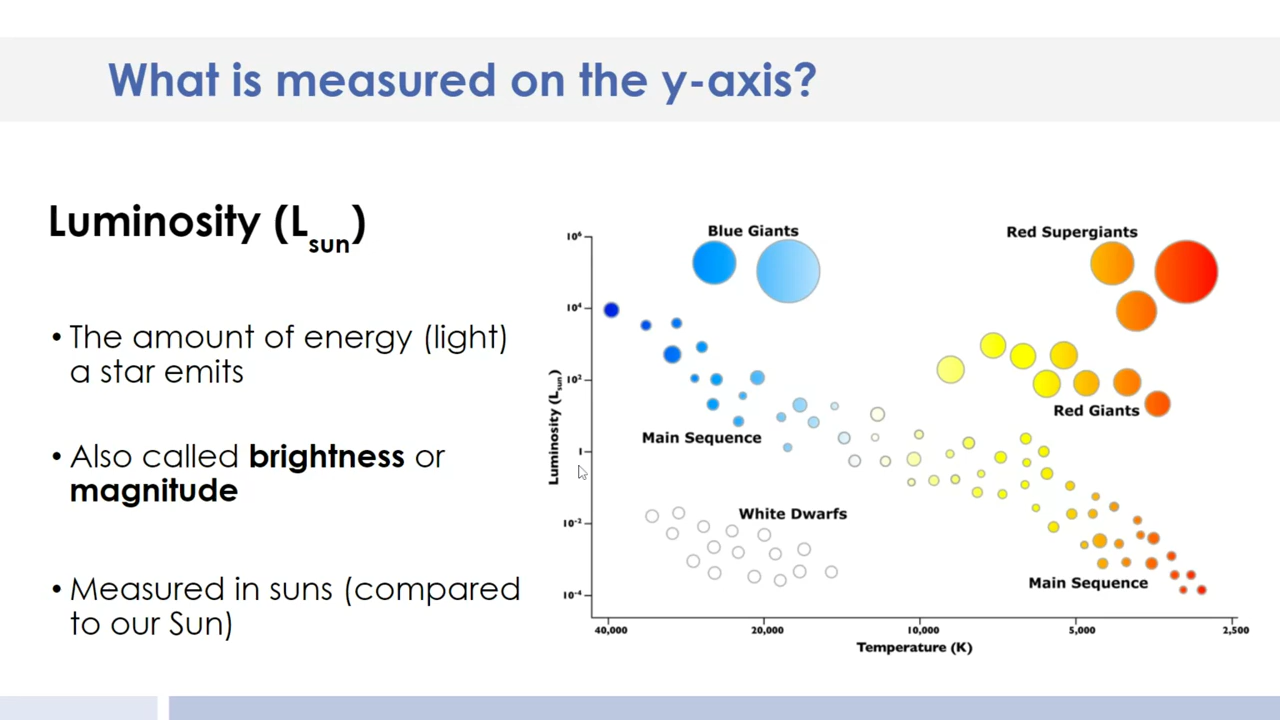 What is measured on the y-axis?
Luminosity (Lsun)
• The amount of energy (light)
a star emits
• Also called brightness or
magnitude
• Measured in suns (compared
to our Sun)
Blue Giants
Red Supergiants
Red Giants
Main Sequence
White Dwarfs
Main Sequence
Luminosity (Lsun)
10⁶
10⁴
10²
1
10⁻²
10⁻⁴
40,000 20,000 10,000 5,000 2,500
Temperature (K)